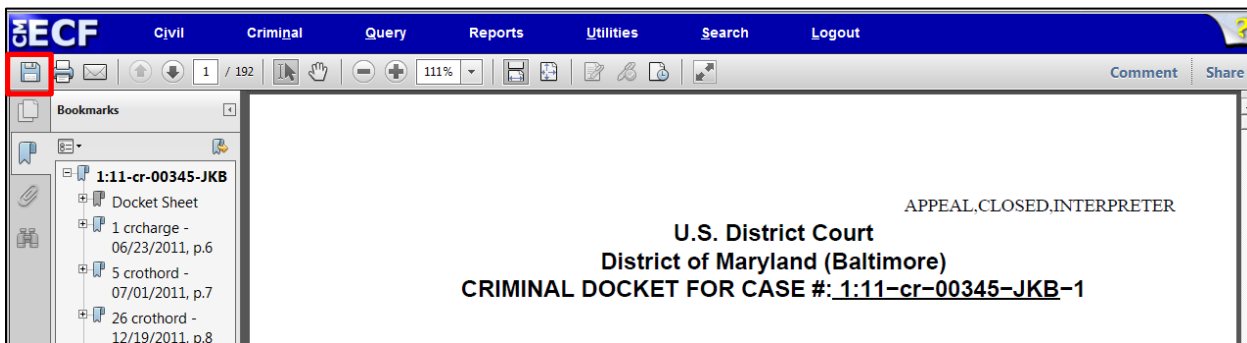 CM ECF Civil Criminal Query Reports Utilities Search Logout ?
1 / 192 111% Comment Share
Bookmarks
1:11-cr-00345-JKB
Docket Sheet
1 crcharge -
06/23/2011, p.6
5 crothord -
07/01/2011, p.7
26 crothord -
12/19/2011, p.8
APPEAL,CLOSED,INTERPRETER
U.S. District Court
District of Maryland (Baltimore)
CRIMINAL DOCKET FOR CASE #: 1:11−cr−00345−JKB−1